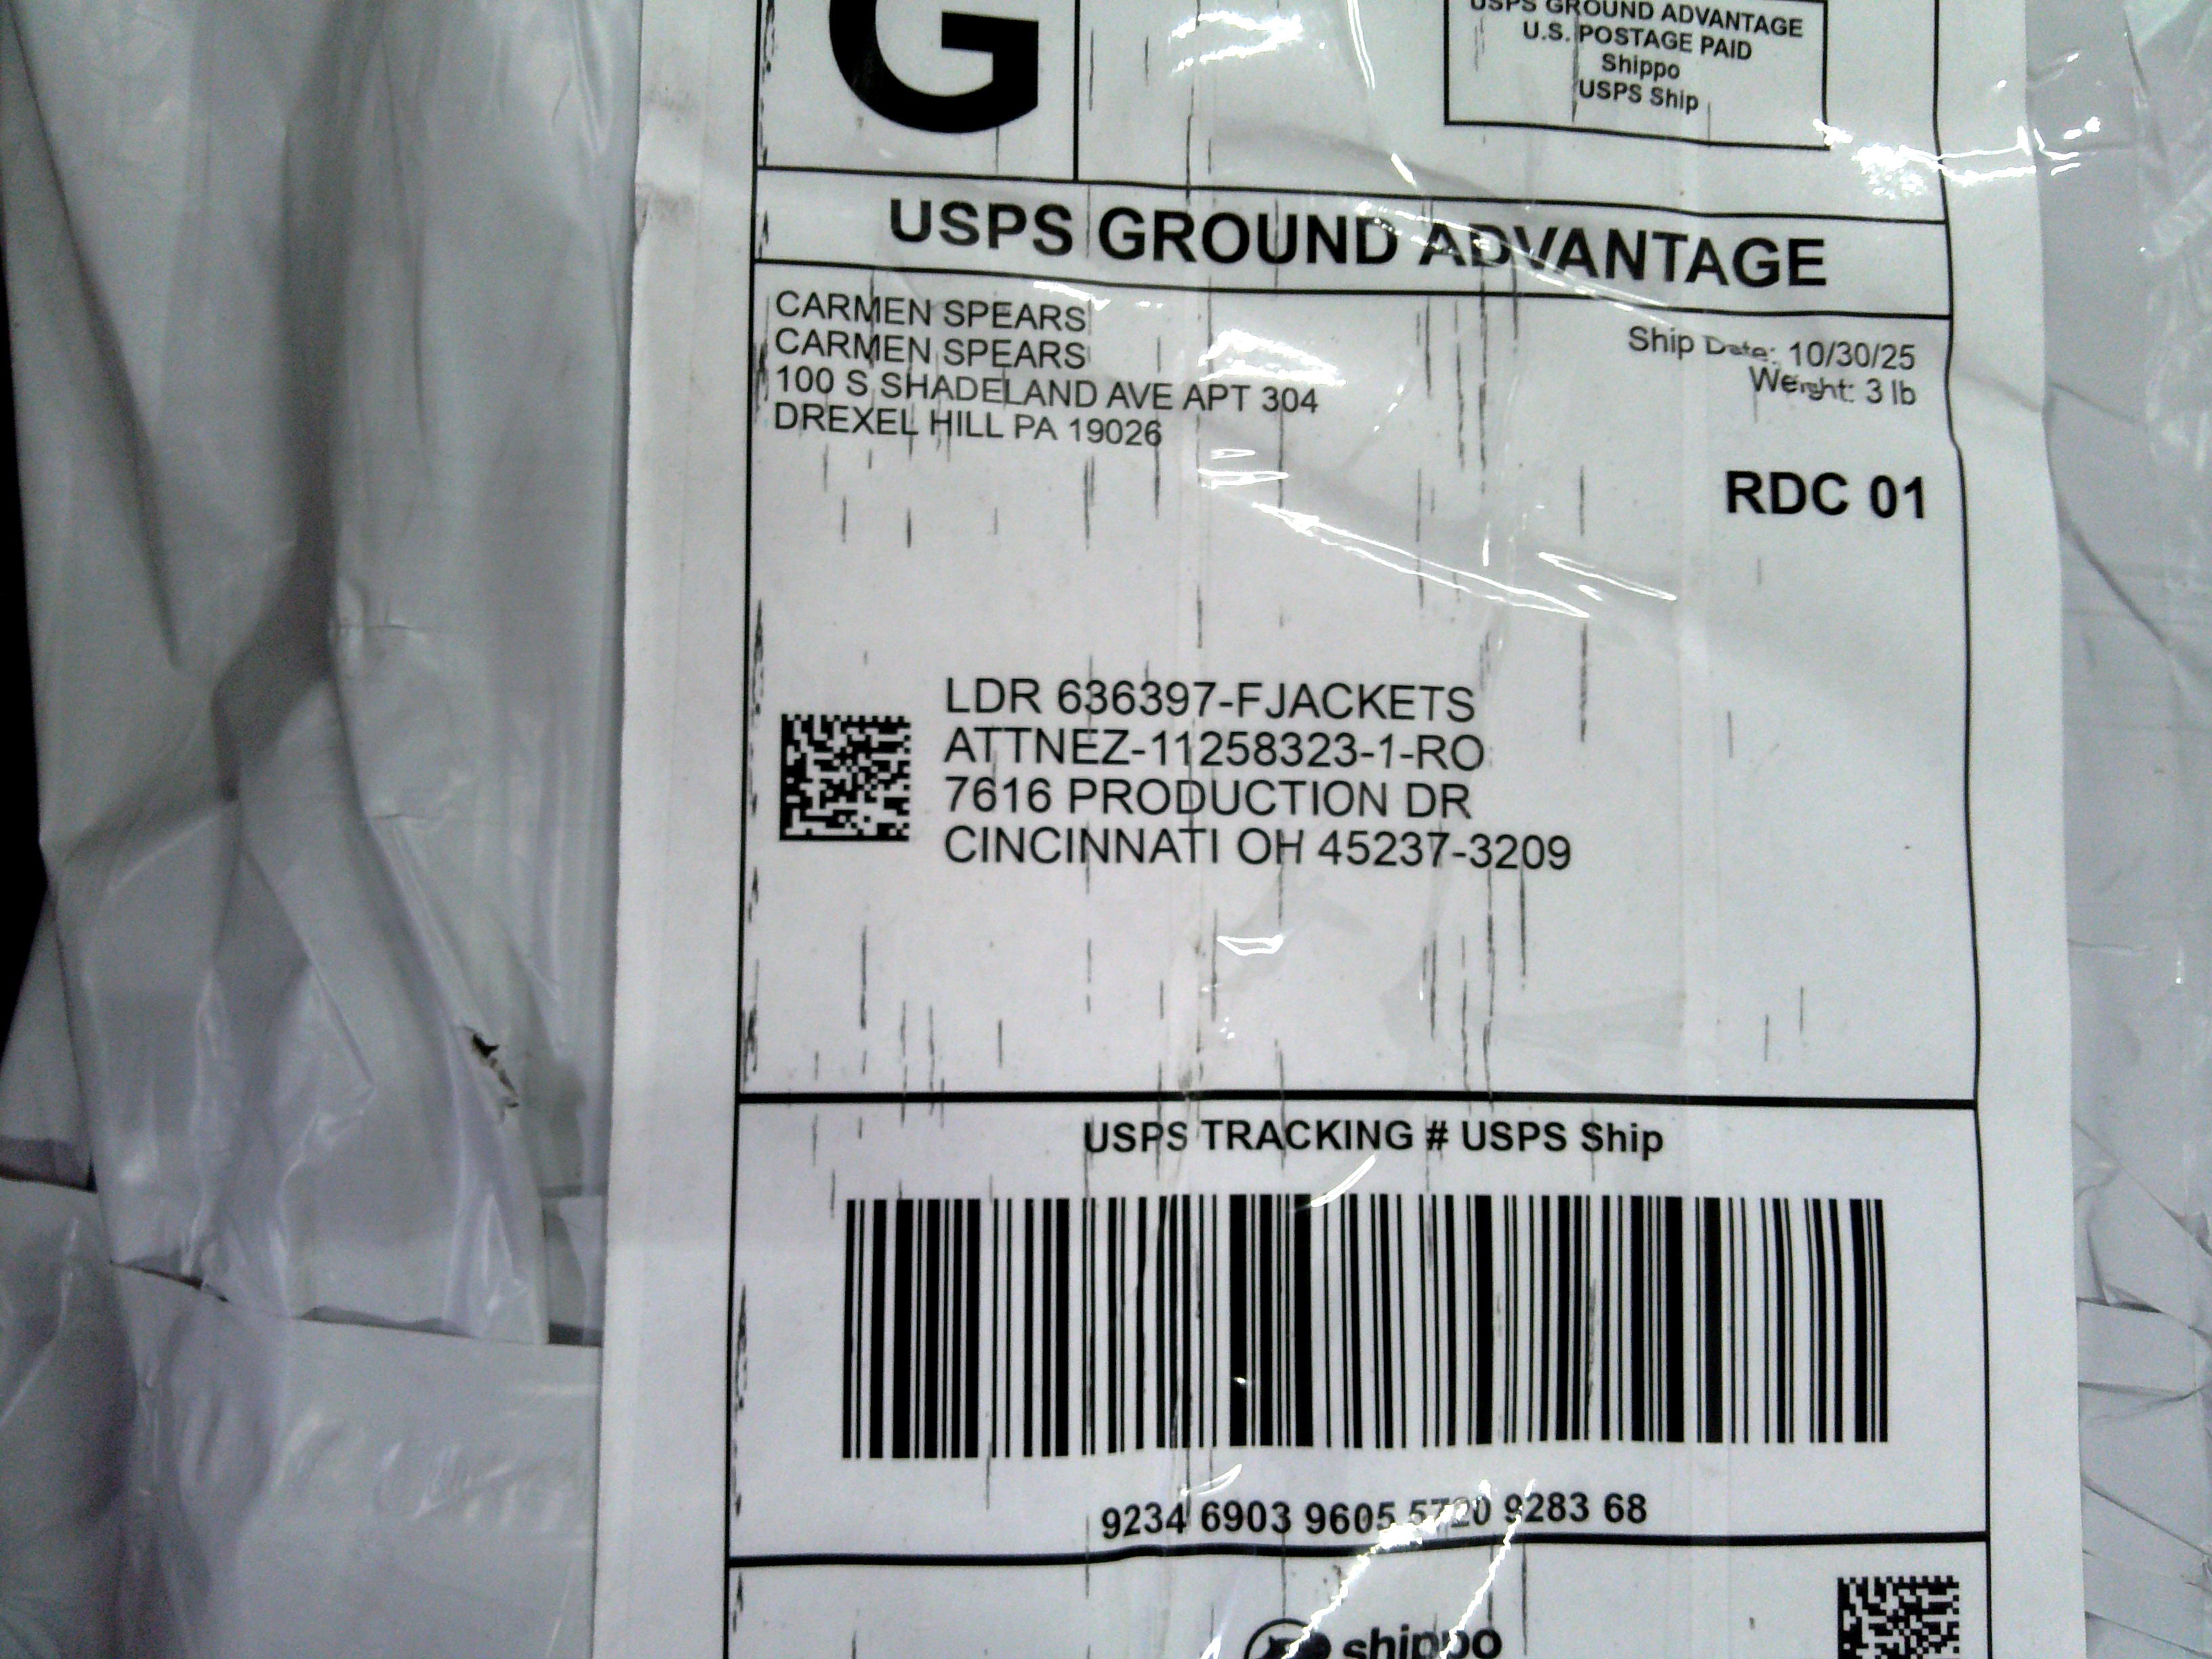 G
USPS GROUND ADVANTAGE
U.S. POSTAGE PAID
Shippo
USPS Ship
USPS GROUND ADVANTAGE
CARMEN SPEARS
CARMEN SPEARS
100 S SHADELAND AVE APT 304
DREXEL HILL PA 19026
Ship Date: 10/30/25
Weight: 3 lb
RDC 01
LDR 636397-FJACKETS
ATTNEZ-11258323-1-RO
7616 PRODUCTION DR
CINCINNATI OH 45237-3209
USPS TRACKING # USPS Ship
9234 6903 9605 5720 9283 68
shippo